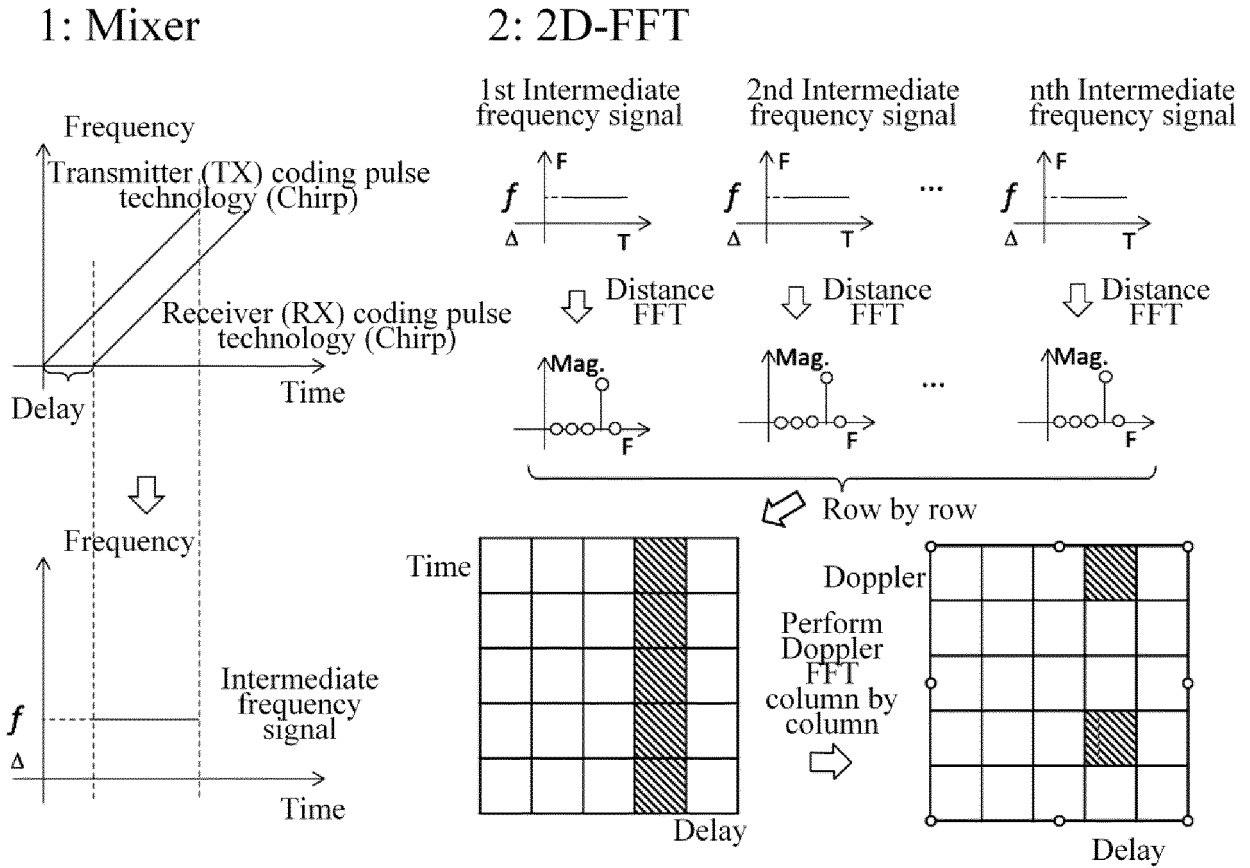 1: Mixer
Frequency
Transmitter (TX) coding pulse
technology (Chirp)
Receiver (RX) coding pulse
technology (Chirp)
Time
Delay
Frequency
Intermediate
frequency
signal
f
Δ
Time
2: 2D-FFT
1st Intermediate
frequency signal
2nd Intermediate
frequency signal
nth Intermediate
frequency signal
F
f
Δ
T
F
f
Δ
T
...
F
f
Δ
T
Distance
FFT
Distance
FFT
Distance
FFT
Mag.
F
Mag.
F
...
Mag.
F
Row by row
Time
Delay
Perform
Doppler
FFT
column by
column
Doppler
Delay